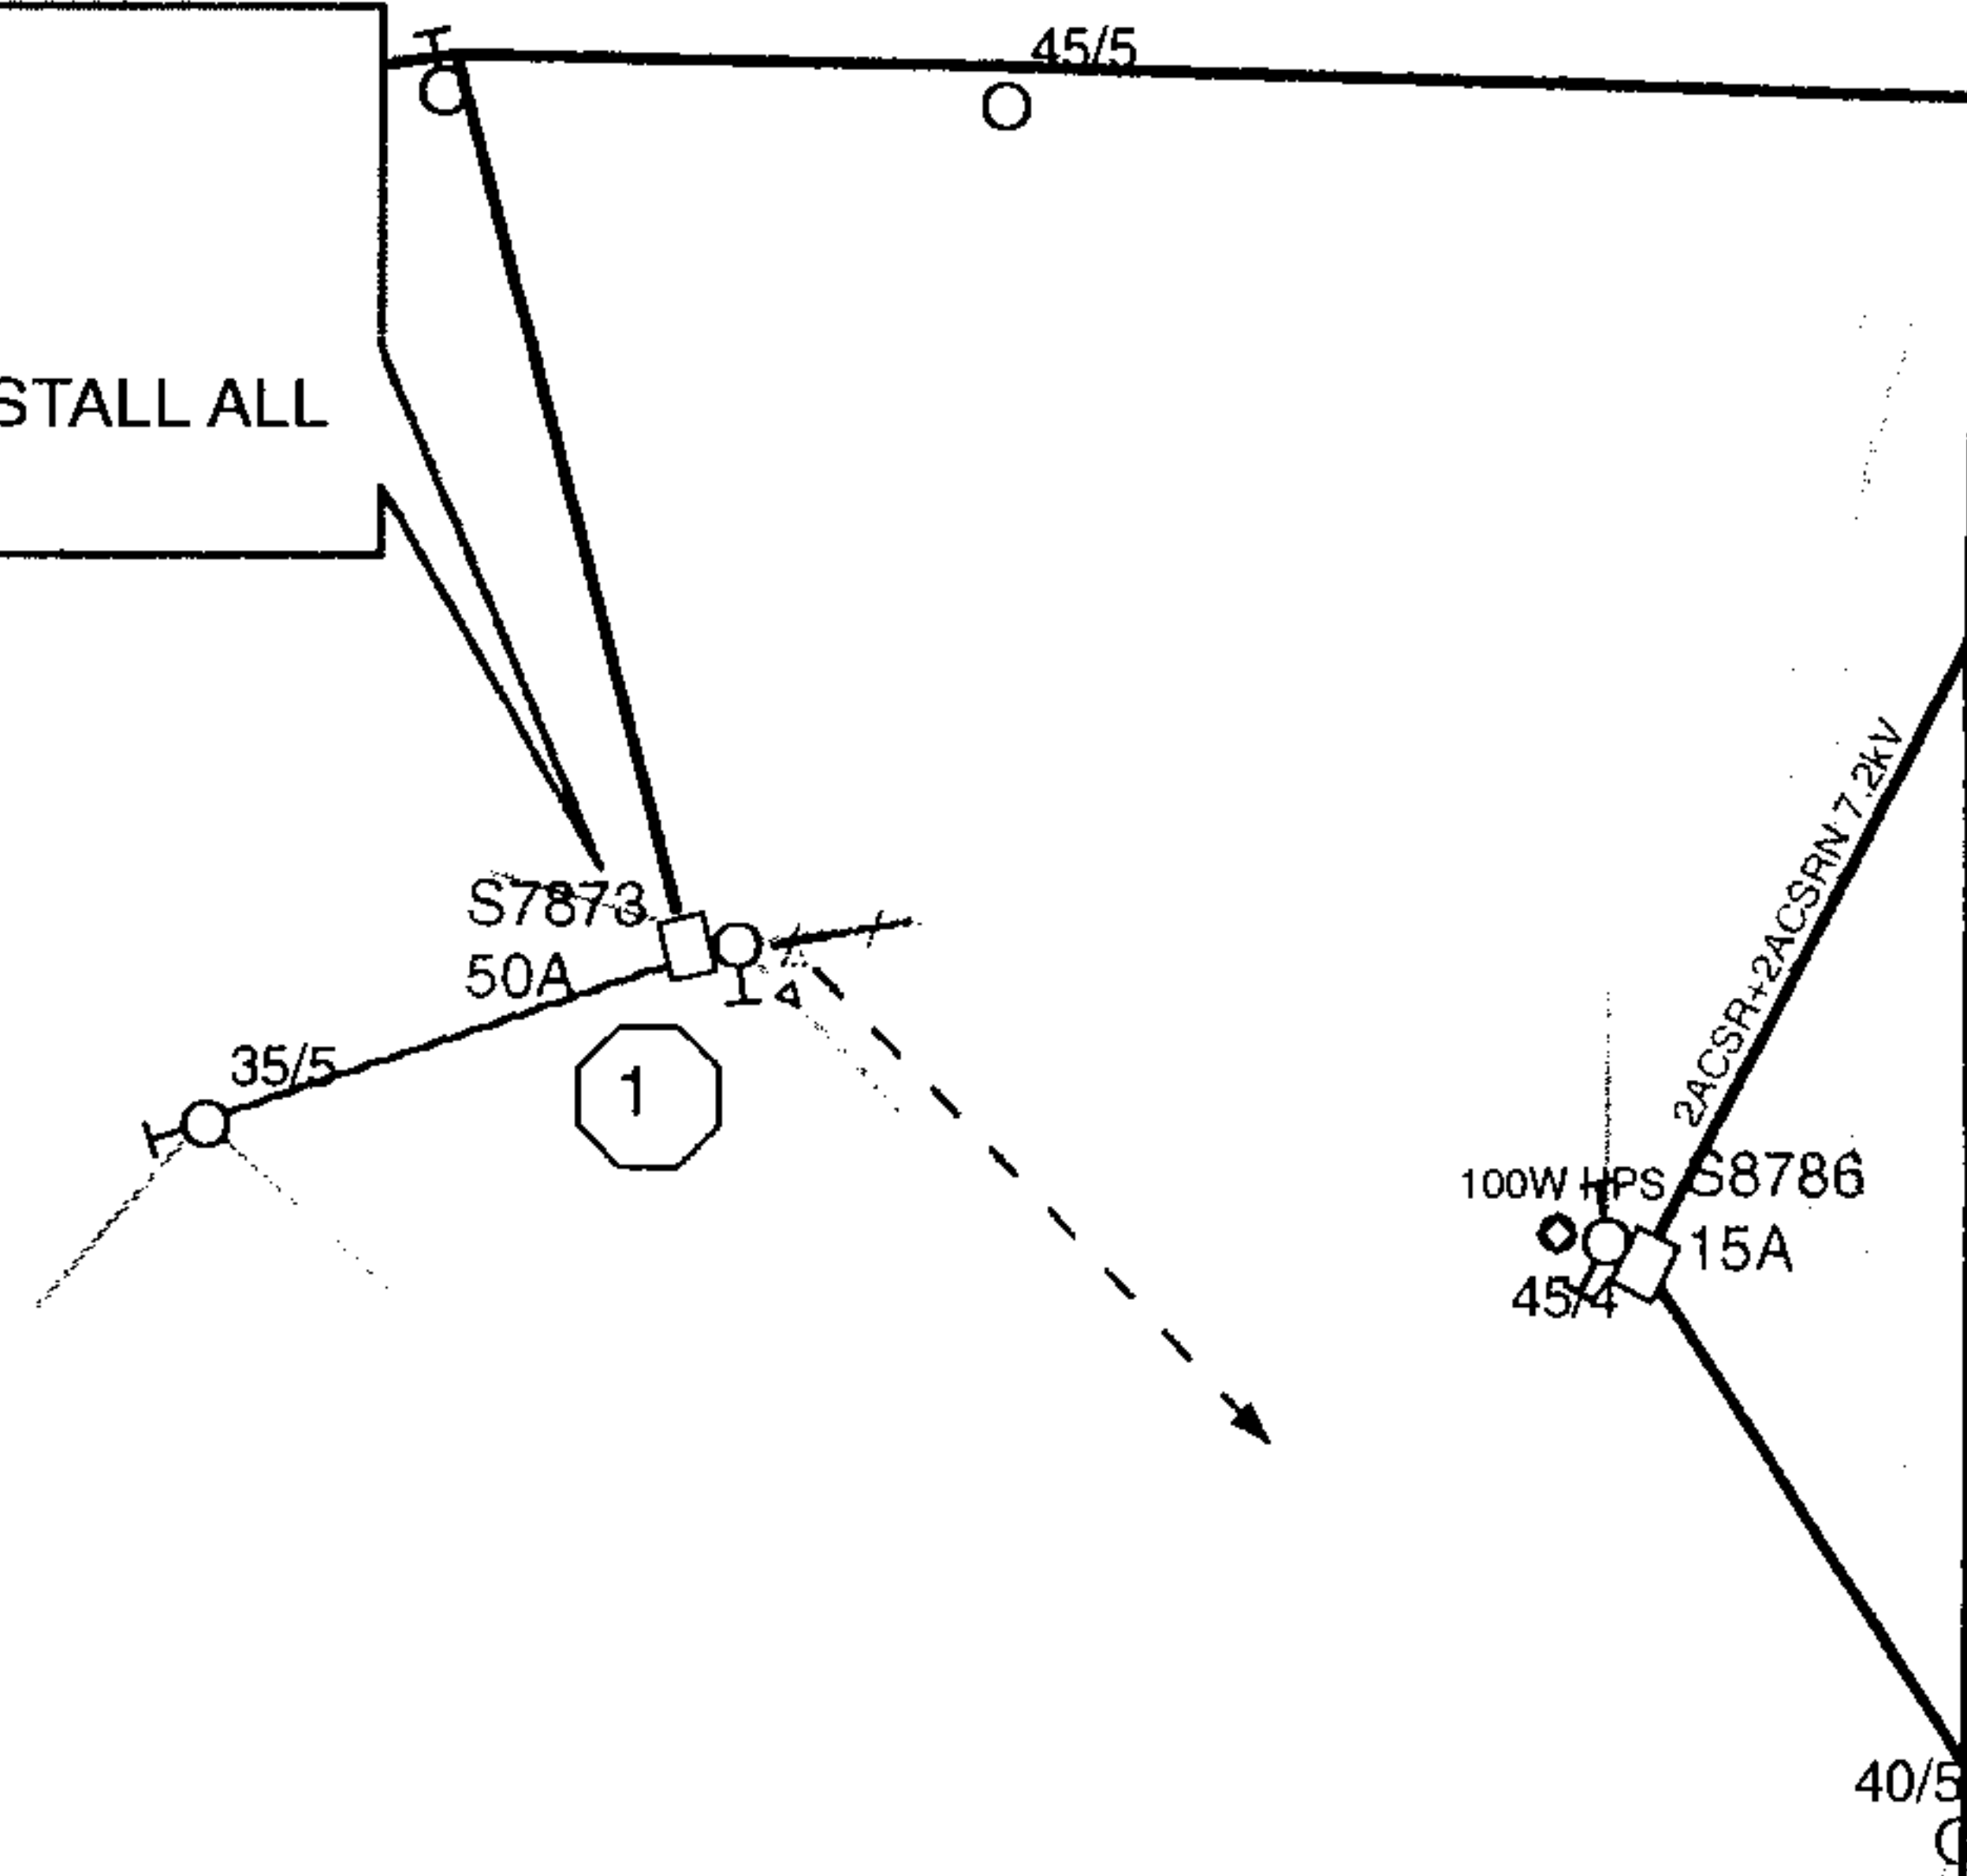 45/5
STALL ALL
2ACSR+2ACSRN 7.2kV
S7873
50A
35/5
1
100W HPS
S8786
15A
45/4
40/5